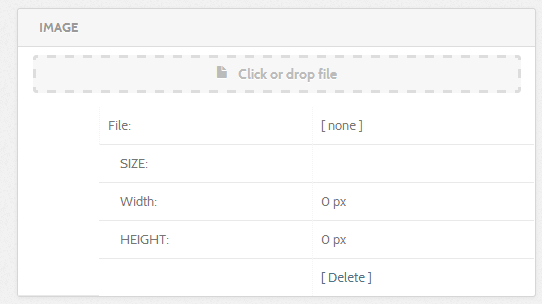 IMAGE
Click or drop file
File: [ none ]
SIZE:
Width: 0 px
HEIGHT: 0 px
[ Delete ]